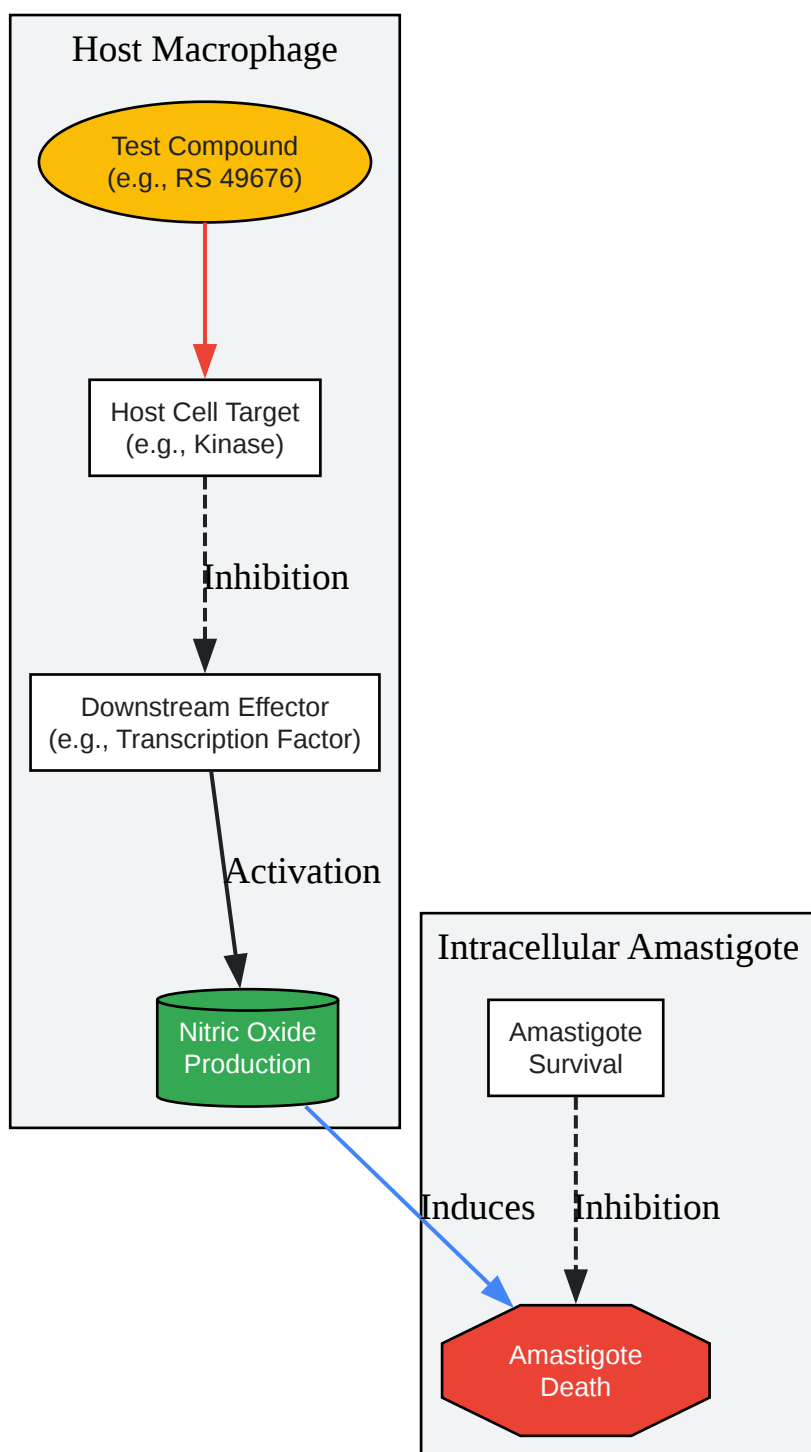 Host Macrophage
Test Compound
(e.g., RS 49676)
Host Cell Target
(e.g., Kinase)
Inhibition
Downstream Effector
(e.g., Transcription Factor)
Activation
Nitric Oxide
Production
Intracellular Amastigote
Amastigote
Survival
Induces
Inhibition
Amastigote
Death